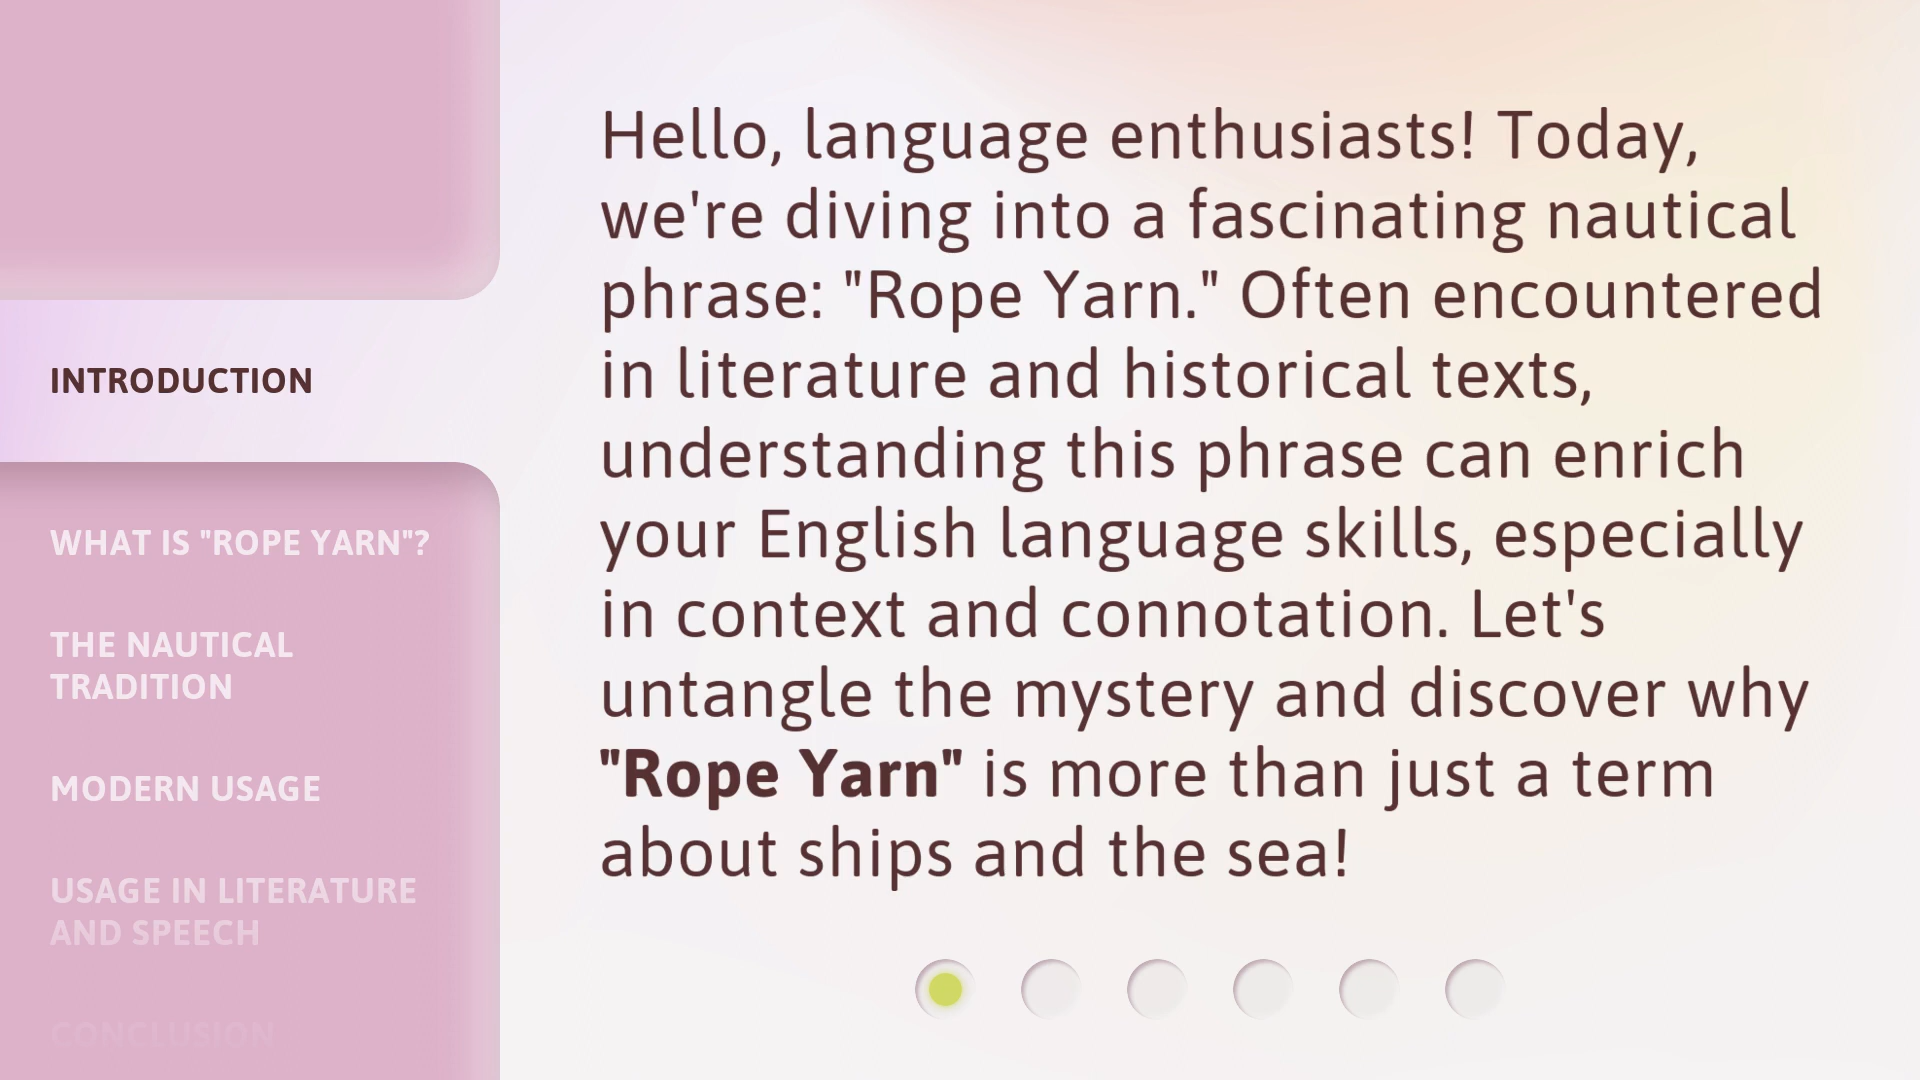 INTRODUCTION
WHAT IS "ROPE YARN"?
THE NAUTICAL
TRADITION
MODERN USAGE
USAGE IN LITERATURE
AND SPEECH
CONCLUSION
Hello, language enthusiasts! Today,
we're diving into a fascinating nautical
phrase: "Rope Yarn." Often encountered
in literature and historical texts,
understanding this phrase can enrich
your English language skills, especially
in context and connotation. Let's
untangle the mystery and discover why
"Rope Yarn" is more than just a term
about ships and the sea!